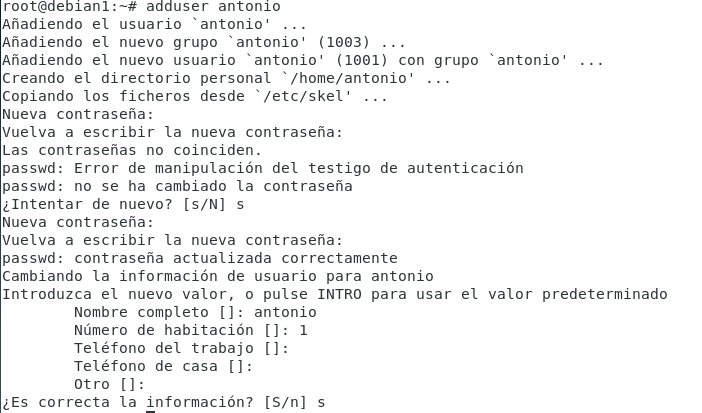 root@debian1:~# adduser antonio
Añadiendo el usuario `antonio' ...
Añadiendo el nuevo grupo `antonio' (1003) ...
Añadiendo el nuevo usuario `antonio' (1001) con grupo `antonio' ...
Creando el directorio personal `/home/antonio' ...
Copiando los ficheros desde `/etc/skel' ...
Nueva contraseña:
Vuelva a escribir la nueva contraseña:
Las contraseñas no coinciden.
passwd: Error de manipulación del testigo de autenticación
passwd: no se ha cambiado la contraseña
¿Intentar de nuevo? [s/N] s
Nueva contraseña:
Vuelva a escribir la nueva contraseña:
passwd: contraseña actualizada correctamente
Cambiando la información de usuario para antonio
Introduzca el nuevo valor, o pulse INTRO para usar el valor predeterminado
        Nombre completo []: antonio
        Número de habitación []: 1
        Teléfono del trabajo []:
        Teléfono de casa []:
        Otro []:
¿Es correcta la información? [S/n] s